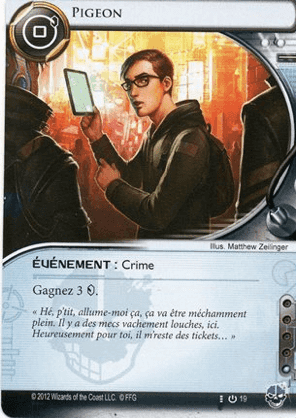 PIGEON
0
Illus. Matthew Zeilinger
ÉVÉNEMENT : Crime
Gagnez 3
« Hé, p'tit, allume-moi ça, ça va être méchamment
plein. Il y a des mecs vachement louches, ici.
Heureusement pour toi, il m'reste des tickets… »
© 2012 Wizards of the Coast LLC. © FFG
19